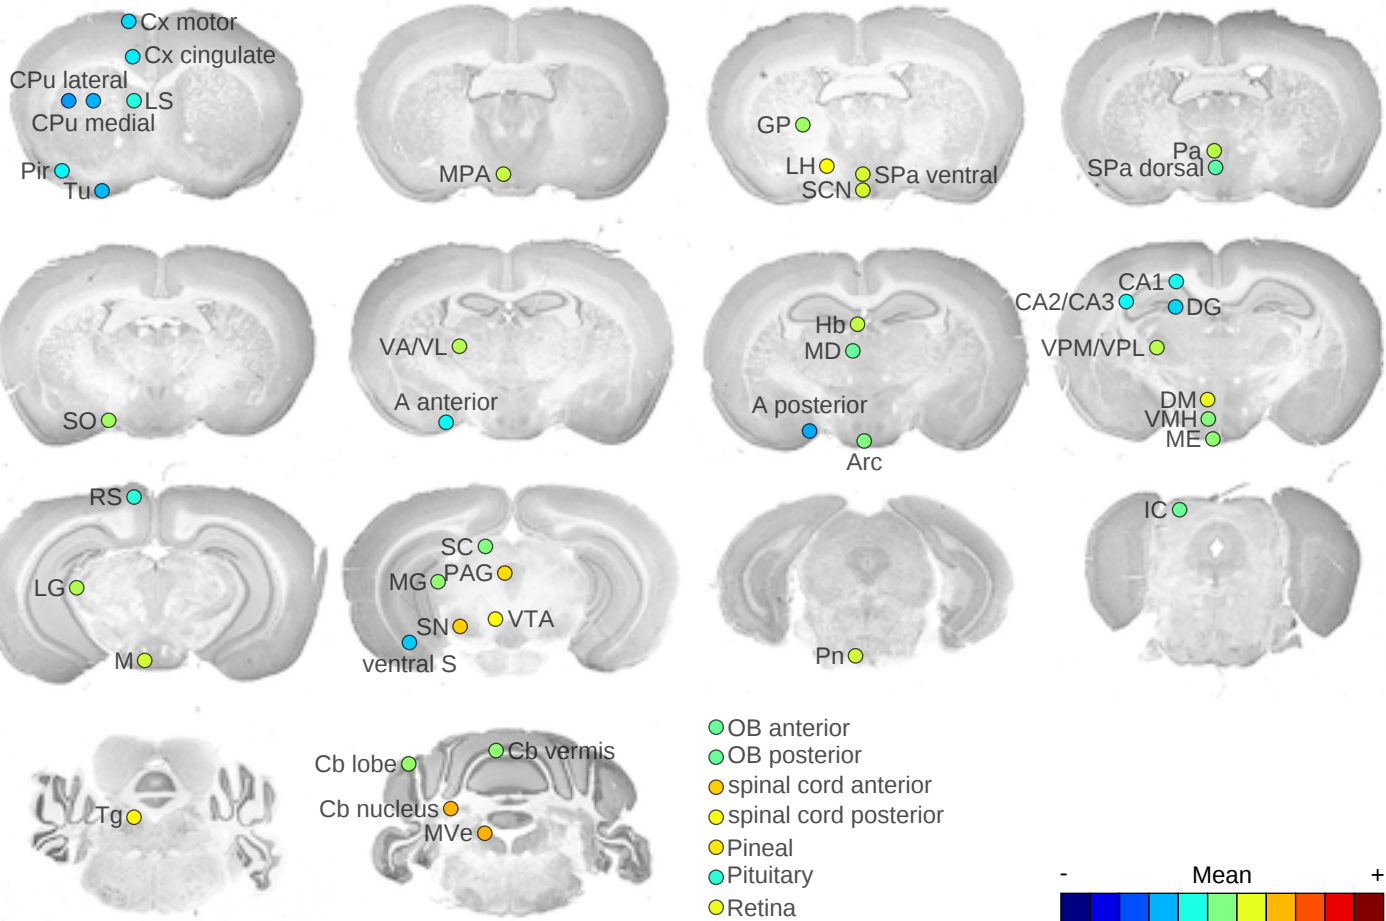 Cx motor
Cx cingulate
CPu lateral
LS
CPu medial
Pir
Tu
MPA
GP
LH
SPa ventral
SCN
Pa
SPa dorsal
SO
VA/VL
A anterior
Hb
MD
A posterior
Arc
CA1
CA2/CA3
DG
VPM/VPL
DM
VMH
ME
RS
LG
M
SC
MG
PAG
SN
VTA
ventral S
Pn
IC
Tg
Cb lobe
Cb vermis
Cb nucleus
MVe
OB anterior
OB posterior
spinal cord anterior
spinal cord posterior
Pineal
Pituitary
Retina
- Mean +